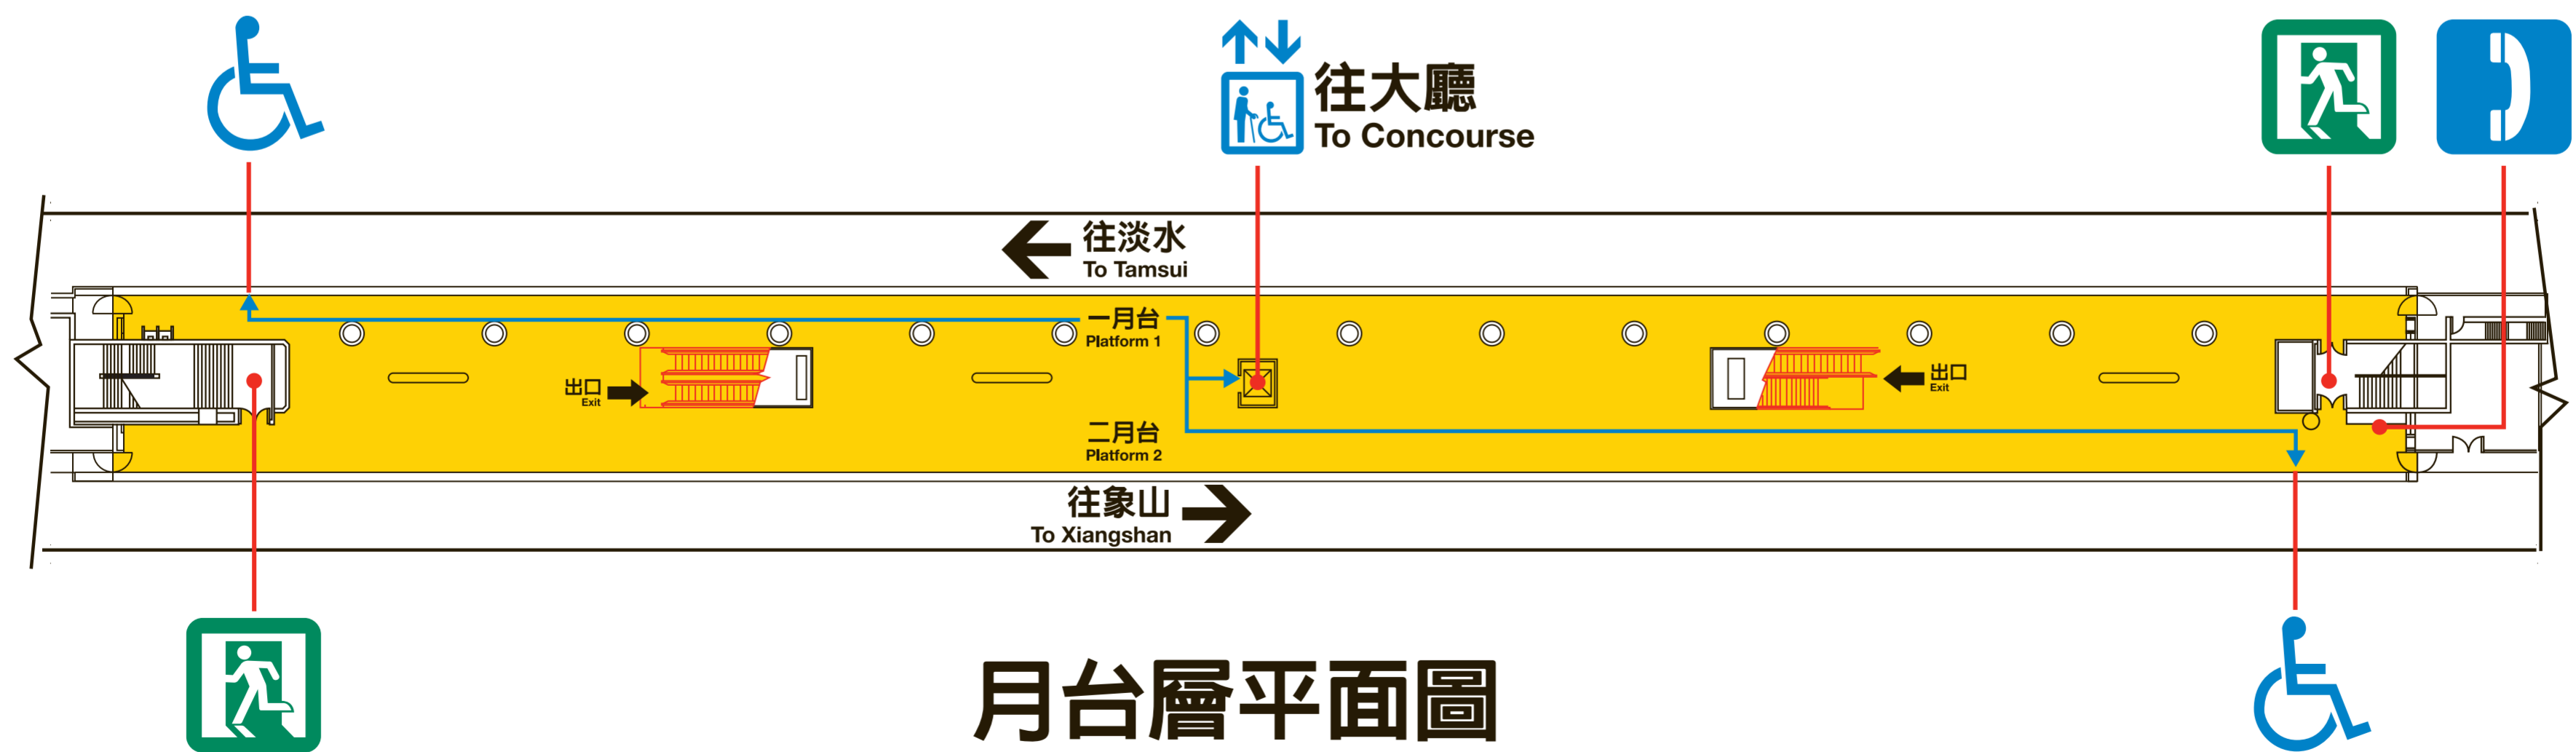 往大廳
To Concourse
往淡水
To Tamsui
一月台
Platform 1
出口
Exit
出口
Exit
二月台
Platform 2
往象山
To Xiangshan
月台層平面圖